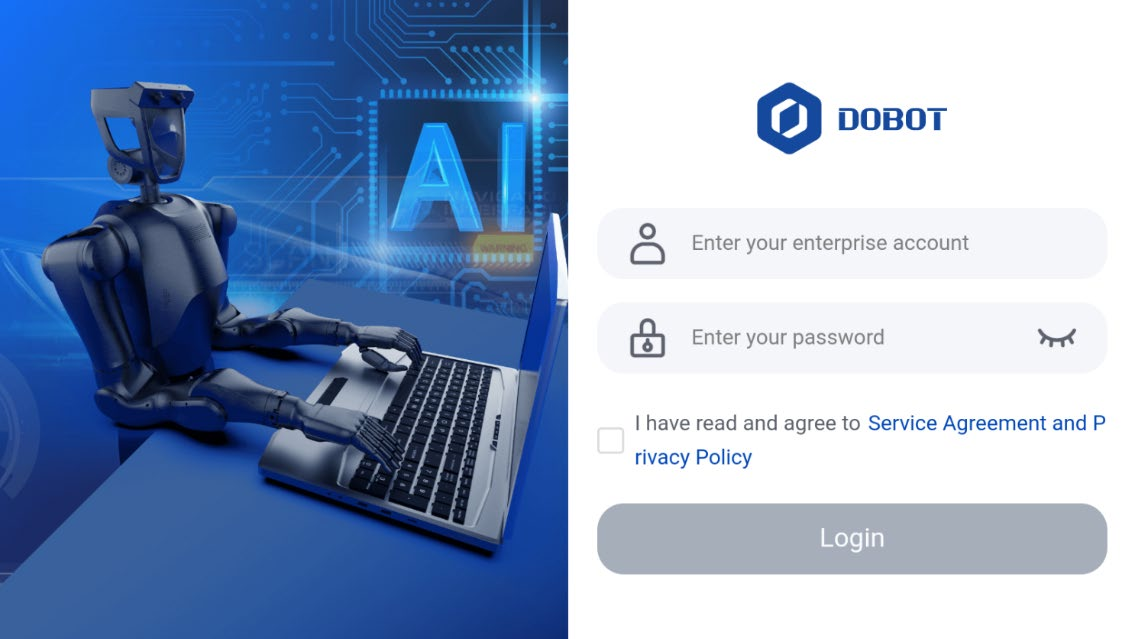 AI
WARNING
DOBOT
Enter your enterprise account
Enter your password
I have read and agree to Service Agreement and P
rivacy Policy
Login